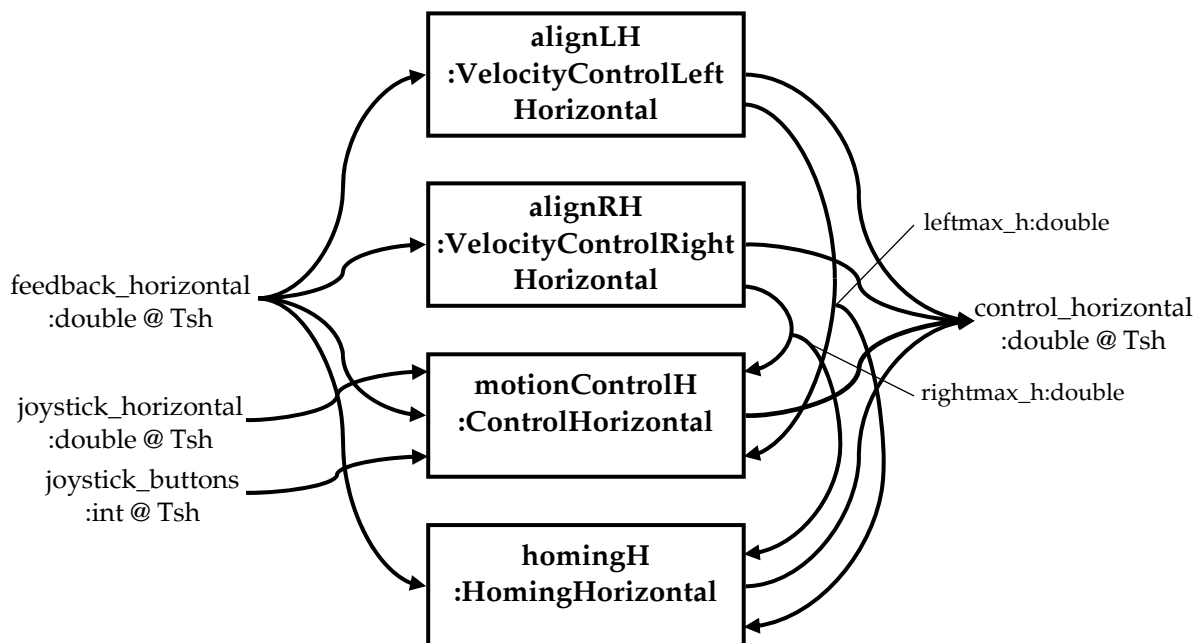 alignLH
:VelocityControlLeft
Horizontal
alignRH
:VelocityControlRight
Horizontal
leftmax_h:double
feedback_horizontal
:double @ Tsh
control_horizontal
:double @ Tsh
rightmax_h:double
motionControlH
:ControlHorizontal
joystick_horizontal
:double @ Tsh
joystick_buttons
:int @ Tsh
homingH
:HomingHorizontal